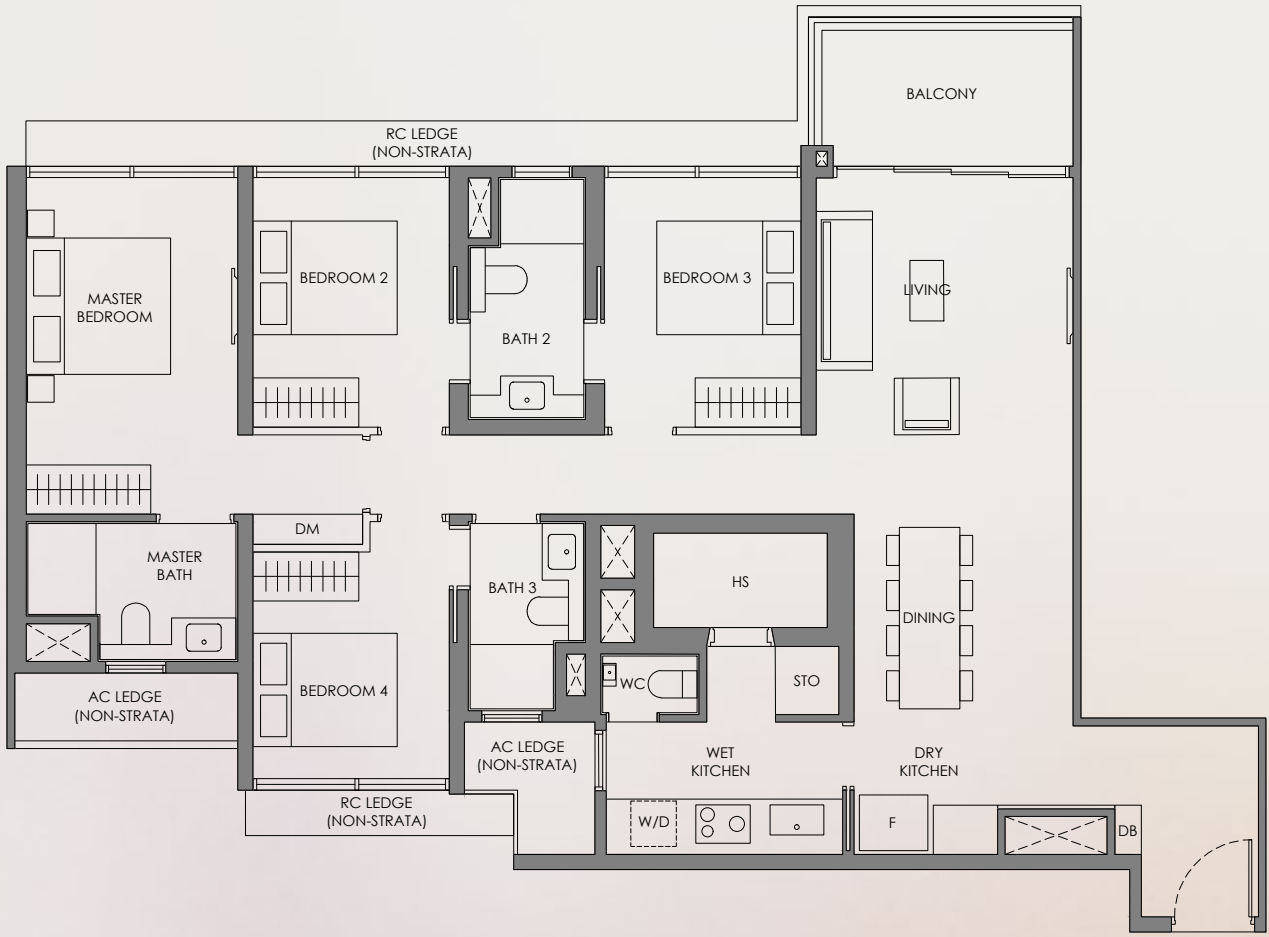 BALCONY
RC LEDGE
(NON-STRATA)
MASTER
BEDROOM
BEDROOM 2
BEDROOM 3
LIVING
BATH 2
DM
MASTER
BATH
BATH 3
HS
DINING
WC
STO
BEDROOM 4
AC LEDGE
(NON-STRATA)
AC LEDGE
(NON-STRATA)
WET
KITCHEN
DRY
KITCHEN
RC LEDGE
(NON-STRATA)
W/D
F
DB